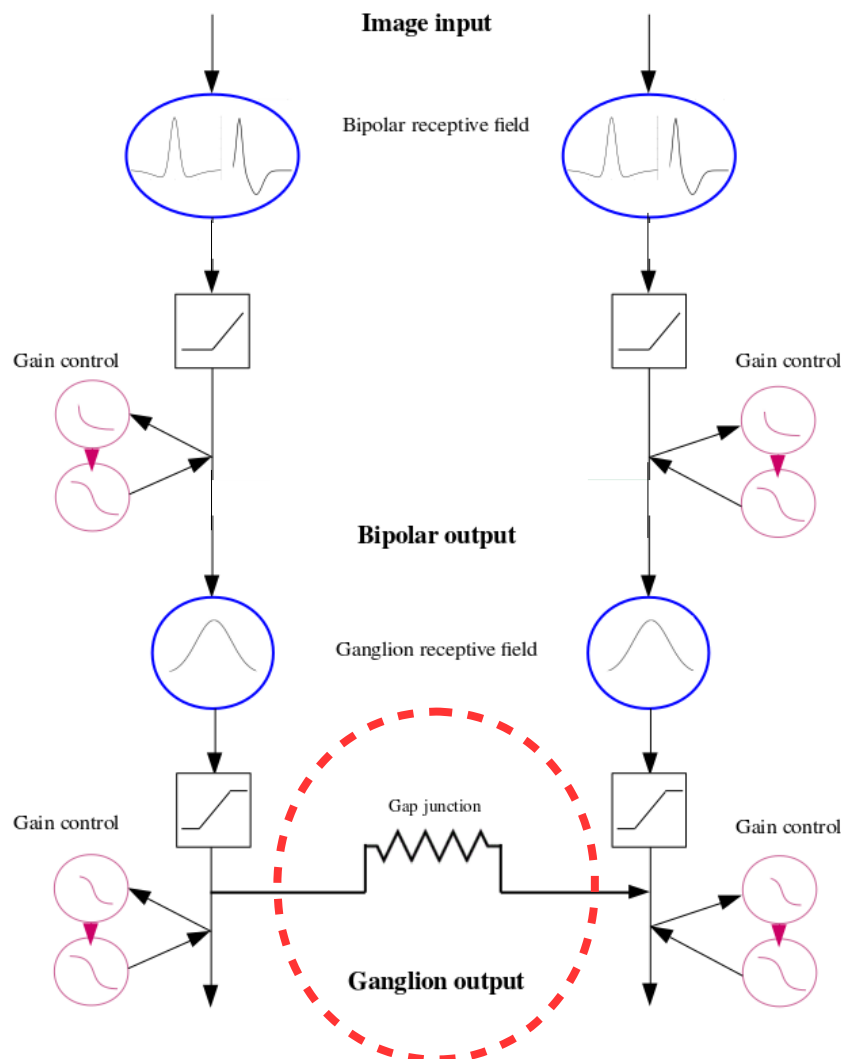 Image input
Bipolar receptive field
Gain control
Gain control
Bipolar output
Ganglion receptive field
Gap junction
Gain control
Gain control
Ganglion output